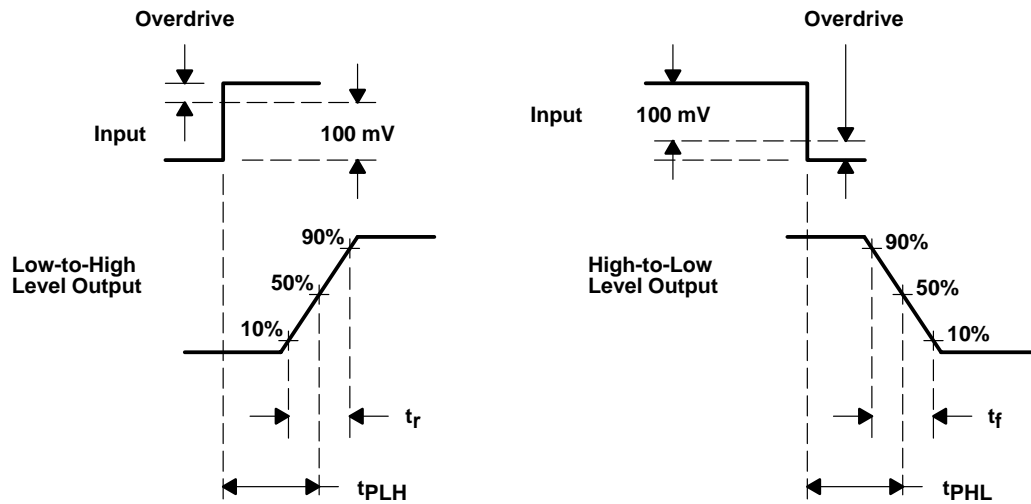 Overdrive
Input
100 mV
90%
Low-to-High
Level Output
50%
10%
tr
tPLH
Overdrive
Input
100 mV
90%
High-to-Low
Level Output
50%
10%
tf
tPHL